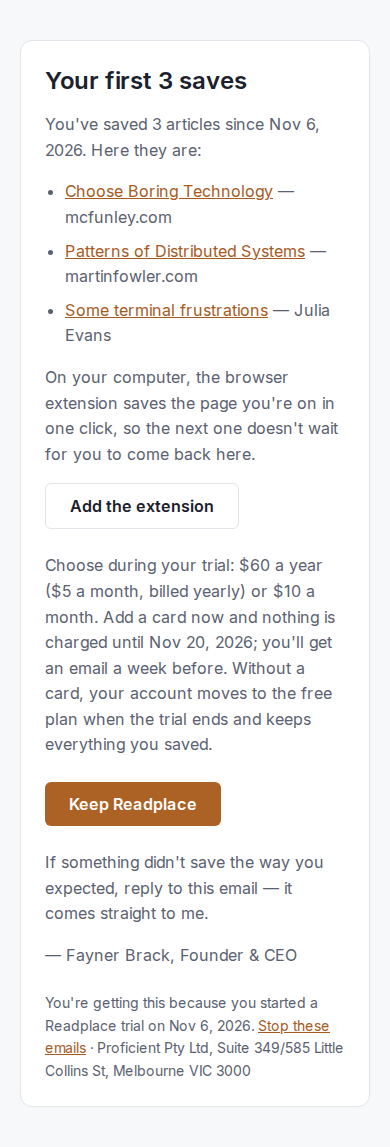 Your first 3 saves
You've saved 3 articles since Nov 6,
2026. Here they are:
• Choose Boring Technology —
mcfunley.com
• Patterns of Distributed Systems —
martinfowler.com
• Some terminal frustrations — Julia
Evans
On your computer, the browser
extension saves the page you're on in
one click, so the next one doesn't wait
for you to come back here.
Add the extension
Choose during your trial: $60 a year
($5 a month, billed yearly) or $10 a
month. Add a card now and nothing is
charged until Nov 20, 2026; you'll get
an email a week before. Without a
card, your account moves to the free
plan when the trial ends and keeps
everything you saved.
Keep Readplace
If something didn't save the way you
expected, reply to this email — it
comes straight to me.
— Fayner Brack, Founder & CEO
You're getting this because you started a
Readplace trial on Nov 6, 2026. Stop these
emails · Proficient Pty Ltd, Suite 349/585 Little
Collins St, Melbourne VIC 3000